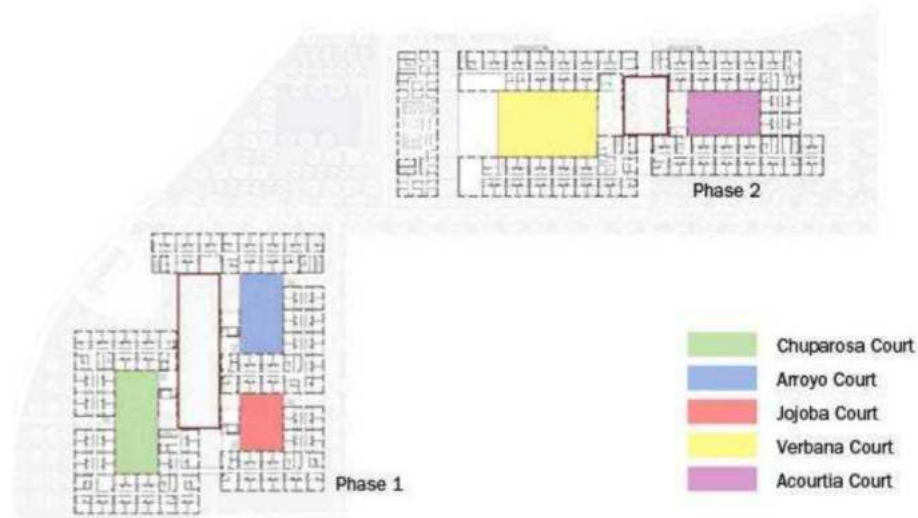 Phase 2
Phase 1
Chuparosa Court
Arroyo Court
Jojoba Court
Verbana Court
Acourtia Court